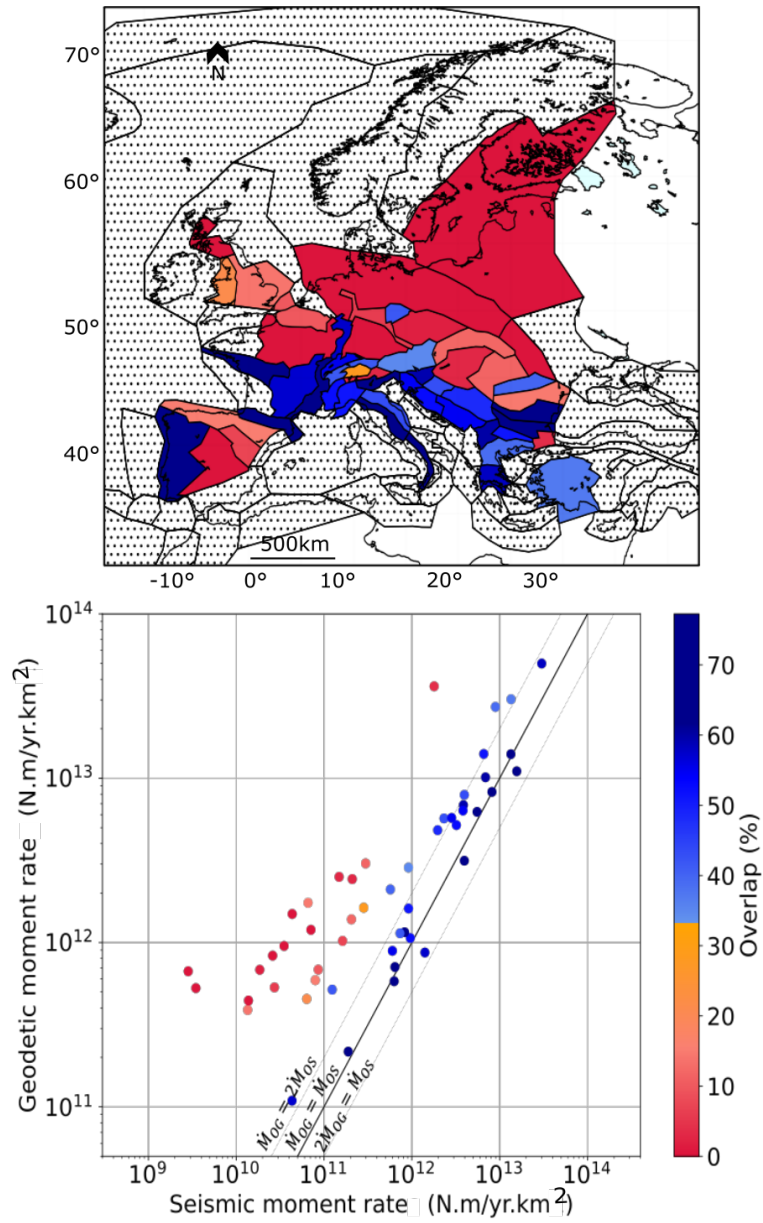 70°
N
60°
50°
40°
500km
-10° 0° 10° 20° 30°
10^14
10^13
10^12
10^11
Geodetic moment rate (N.m/yr.km²)
ṀOG = 2ṀOS
ṀOG = ṀOS
2ṀOG = ṀOS
10^9 10^10 10^11 10^12 10^13 10^14
Seismic moment rate (N.m/yr.km²)
70
60
50
40
30
20
10
0
Overlap (%)